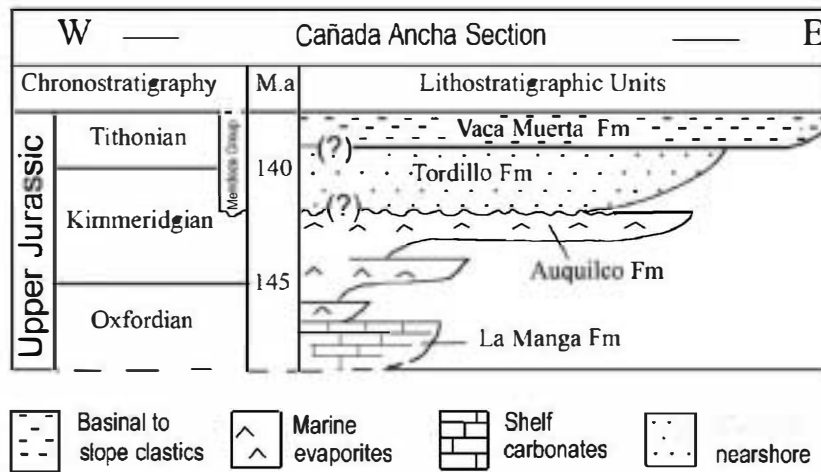 W Cañada Ancha Section E
Chronostratigraphy M.a Lithostratigraphic Units
Upper Jurassic
Tithonian
Kimmeridgian
Oxfordian
Mendoza Group
140
145
Vaca Muerta Fm
(?)
Tordillo Fm
(?)
Auquilco Fm
La Manga Fm
Basinal to
slope clastics
Marine
evaporites
Shelf
carbonates
nearshore